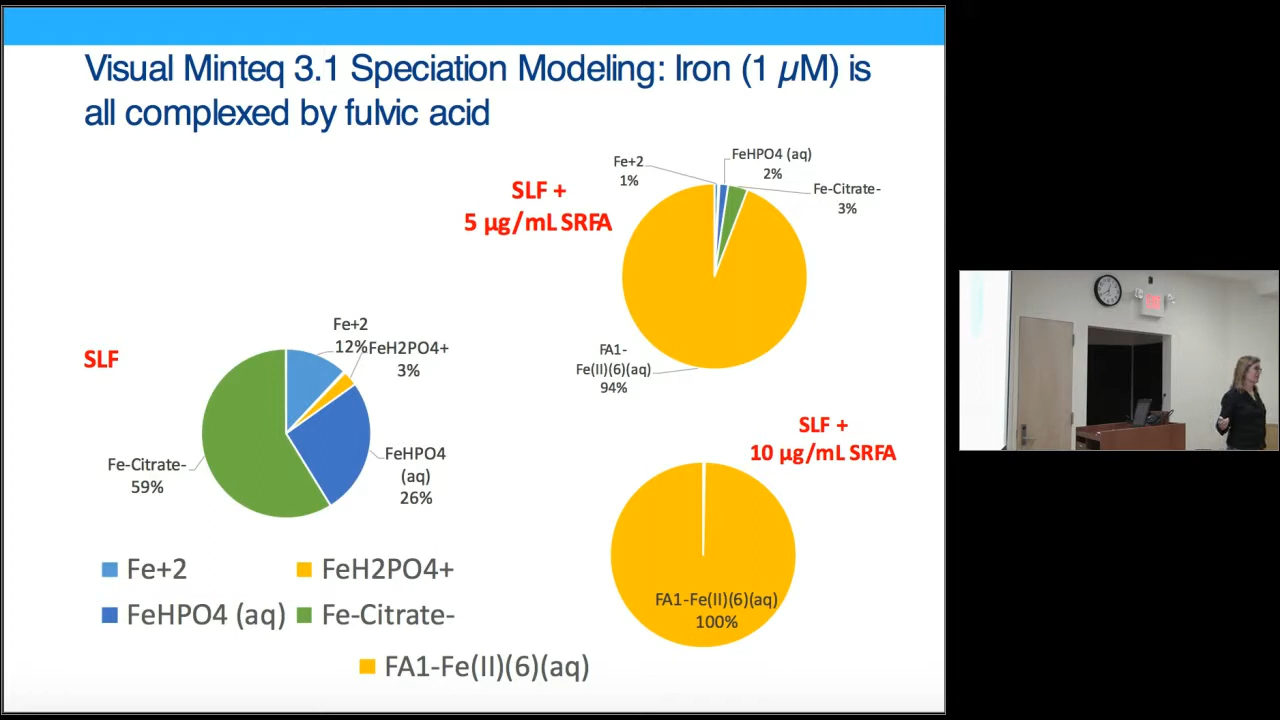 Visual Minteq 3.1 Speciation Modeling: Iron (1 µM) is
all complexed by fulvic acid
SLF +
5 µg/mL SRFA
Fe+2
1%
FeHPO4 (aq)
2%
Fe-Citrate-
3%
FA1-
Fe(II)(6)(aq)
94%
SLF
Fe+2
12%
FeH2PO4+
3%
FeHPO4
(aq)
26%
Fe-Citrate-
59%
SLF +
10 µg/mL SRFA
FA1-Fe(II)(6)(aq)
100%
Fe+2
FeH2PO4+
FeHPO4 (aq)
Fe-Citrate-
FA1-Fe(II)(6)(aq)